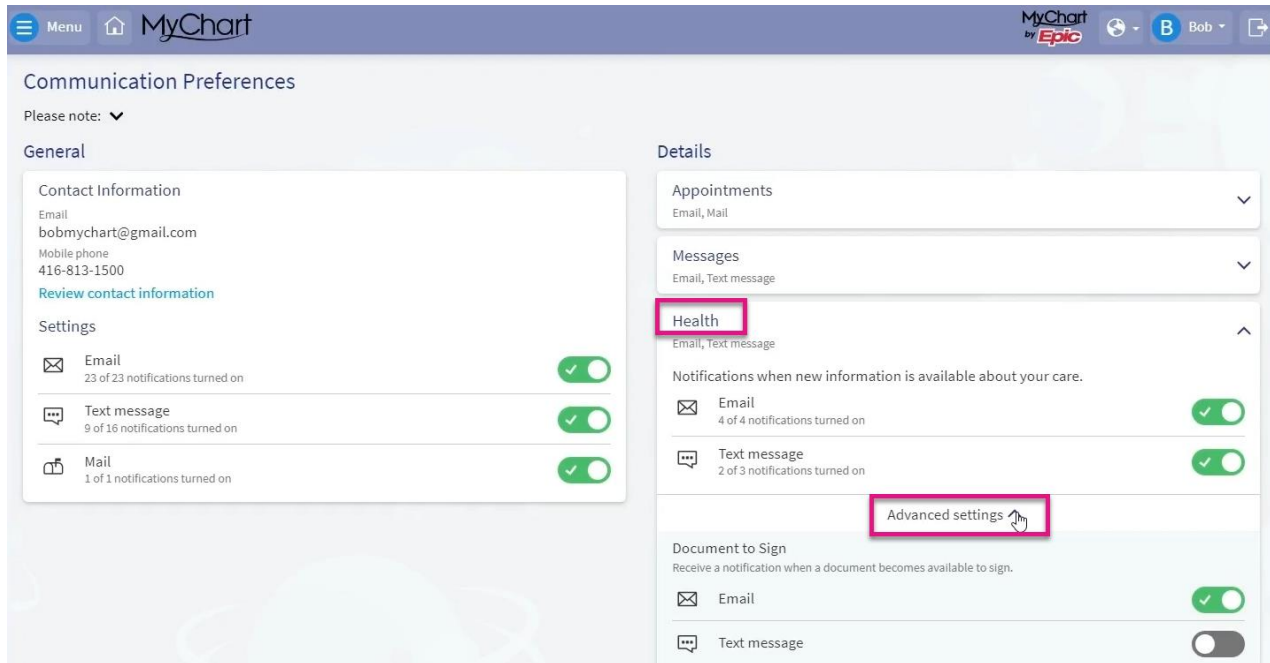 Menu
MyChart
MyChart
by Epic
B
Bob
Communication Preferences
Please note:
General
Contact Information
Email
bobmychart@gmail.com
Mobile phone
416-813-1500
Review contact information
Settings
Email
23 of 23 notifications turned on
Text message
9 of 16 notifications turned on
Mail
1 of 1 notifications turned on
Details
Appointments
Email, Mail
Messages
Email, Text message
Health
Email, Text message
Notifications when new information is available about your care.
Email
4 of 4 notifications turned on
Text message
2 of 3 notifications turned on
Advanced settings
Document to Sign
Receive a notification when a document becomes available to sign.
Email
Text message